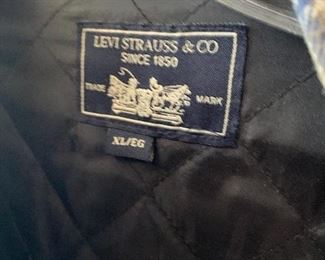 LEVI STRAUSS & CO
SINCE 1850
TRADE MARK
XL/EG